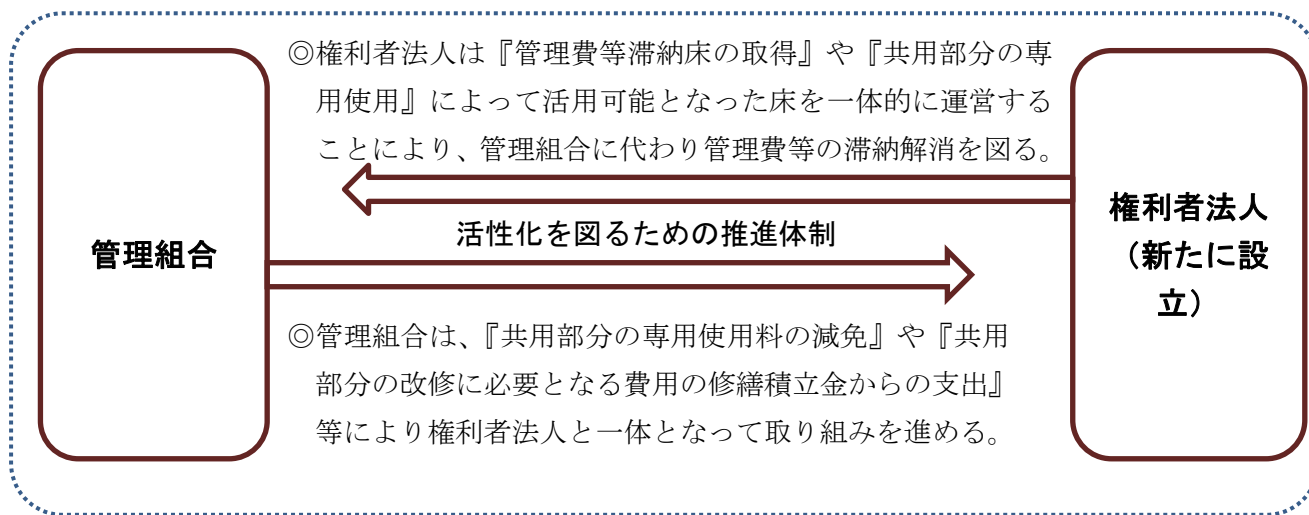 ◎権利者法人は『管理費等滞納床の取得』や『共用部分の専
用使用』によって活用可能となった床を一体的に運営する
ことにより、管理組合に代わり管理費等の滞納解消を図る。
管理組合
活性化を図るための推進体制
権利者法人
（新たに設
立）
◎管理組合は、『共用部分の専用使用料の減免』や『共用
部分の改修に必要となる費用の修繕積立金からの支出』
等により権利者法人と一体となって取り組みを進める。